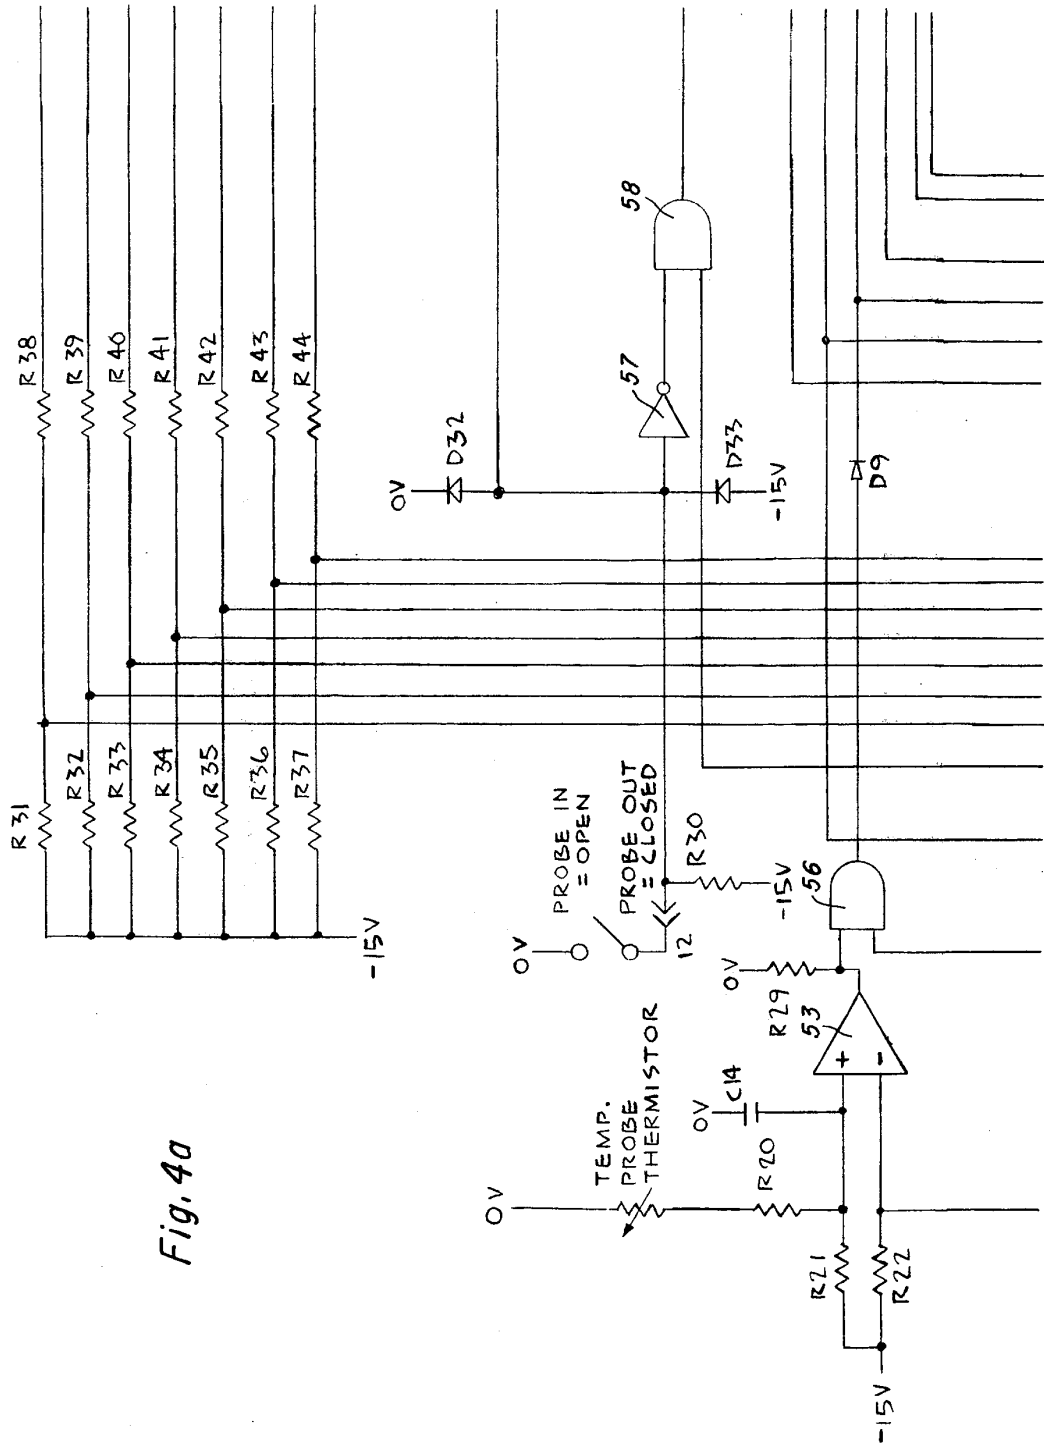 R38
R39
R40
R41
R42
R43
R44
R31
R32
R33
R34
R35
R36
R37
-15V
0V
D32
57
58
D33
-15V
D9
PROBE IN
= OPEN
PROBE OUT
= CLOSED
0V
12
R30
-15V
56
0V
R29
53
+
-
TEMP.
PROBE
THERMISTOR
0V
C14
0V
R20
R21
R22
-15V
Fig. 4a